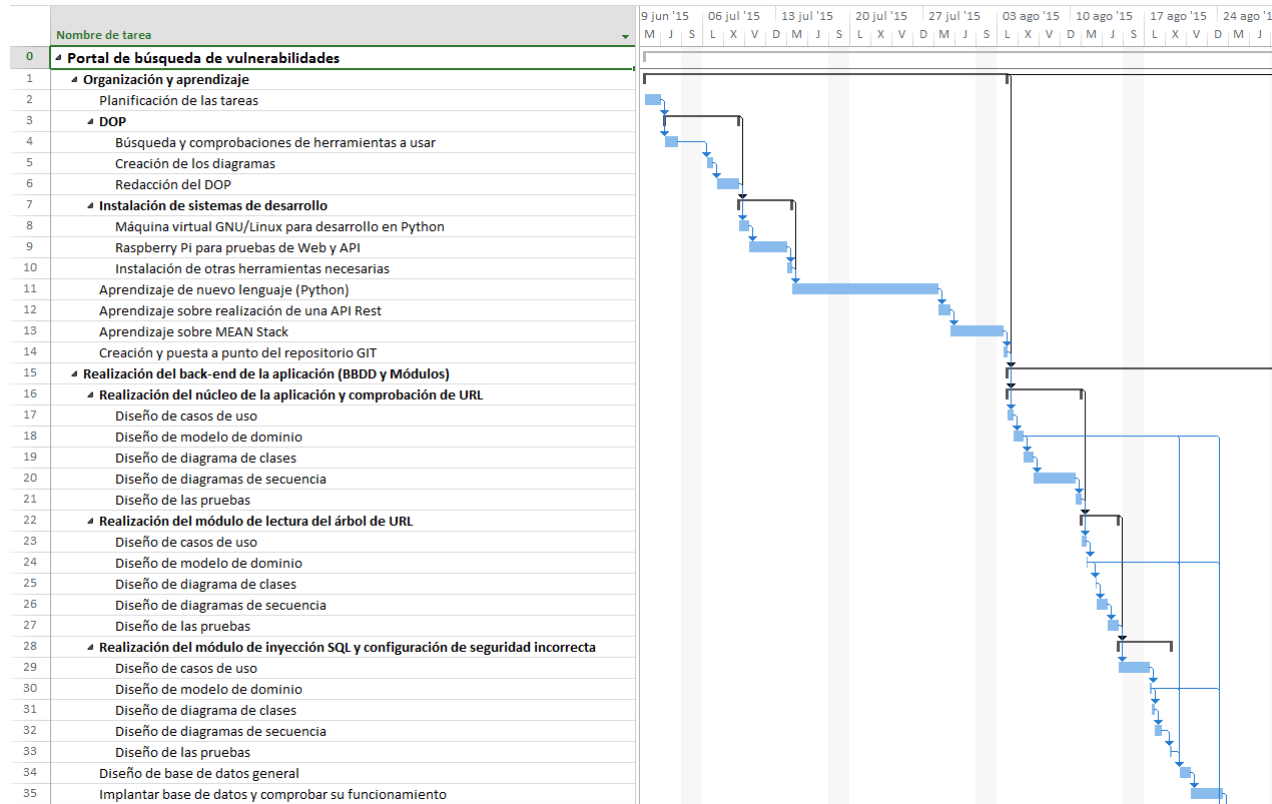 9 jun '15 06 jul '15 13 jul '15 20 jul '15 27 jul '15 03 ago '15 10 ago '15 17 ago '15 24 ago '1
Nombre de tarea M J S L X V D M J S L X V D M J S L X V D M J S L X V D M J
0 Portal de búsqueda de vulnerabilidades
1 Organización y aprendizaje
2 Planificación de las tareas
3 DOP
4 Búsqueda y comprobaciones de herramientas a usar
5 Creación de los diagramas
6 Redacción del DOP
7 Instalación de sistemas de desarrollo
8 Máquina virtual GNU/Linux para desarrollo en Python
9 Raspberry Pi para pruebas de Web y API
10 Instalación de otras herramientas necesarias
11 Aprendizaje de nuevo lenguaje (Python)
12 Aprendizaje sobre realización de una API Rest
13 Aprendizaje sobre MEAN Stack
14 Creación y puesta a punto del repositorio GIT
15 Realización del back-end de la aplicación (BBDD y Módulos)
16 Realización del núcleo de la aplicación y comprobación de URL
17 Diseño de casos de uso
18 Diseño de modelo de dominio
19 Diseño de diagrama de clases
20 Diseño de diagramas de secuencia
21 Diseño de las pruebas
22 Realización del módulo de lectura del árbol de URL
23 Diseño de casos de uso
24 Diseño de modelo de dominio
25 Diseño de diagrama de clases
26 Diseño de diagramas de secuencia
27 Diseño de las pruebas
28 Realización del módulo de inyección SQL y configuración de seguridad incorrecta
29 Diseño de casos de uso
30 Diseño de modelo de dominio
31 Diseño de diagrama de clases
32 Diseño de diagramas de secuencia
33 Diseño de las pruebas
34 Diseño de base de datos general
35 Implantar base de datos y comprobar su funcionamiento